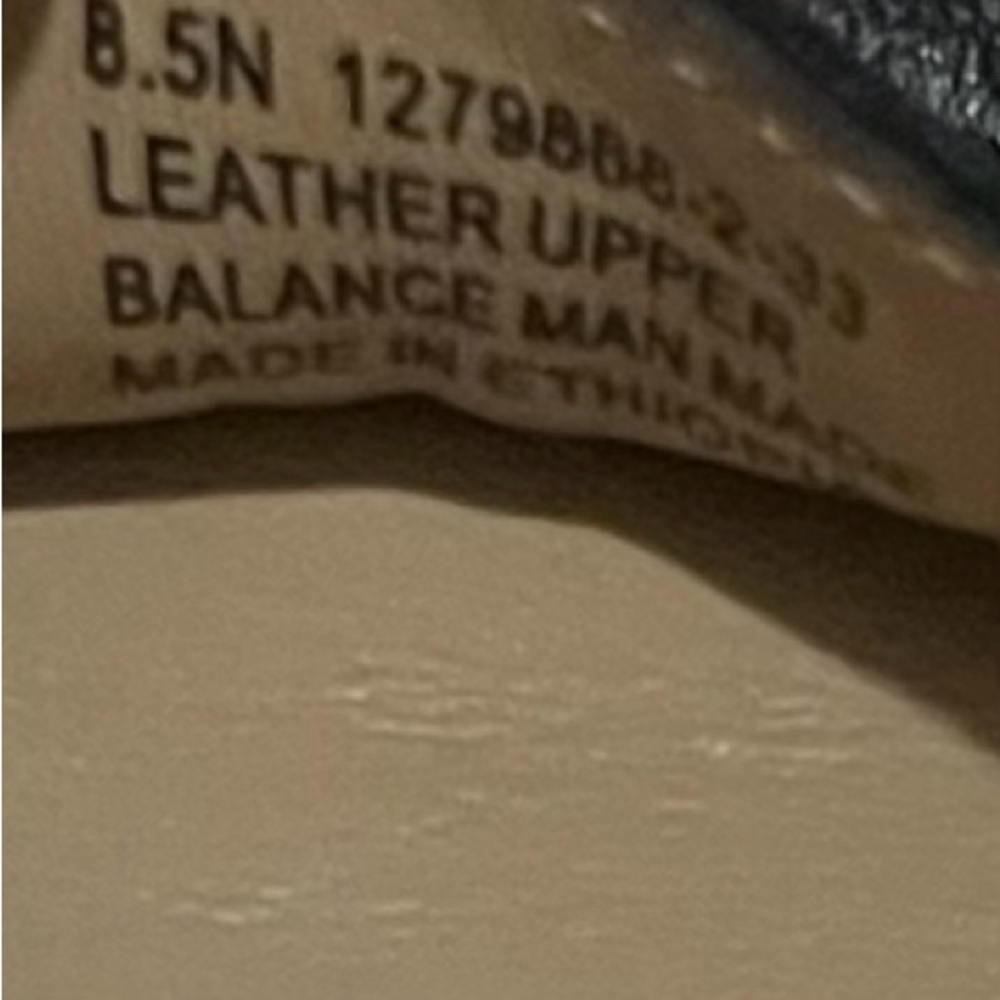 8.5N 1279868-2-33
LEATHER UPPER
BALANCE MAN MADE
MADE IN ETHIOPIA